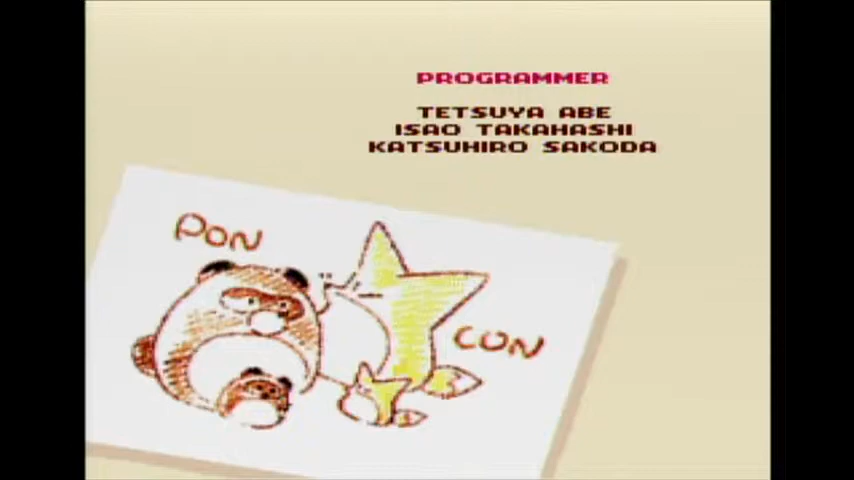 PROGRAMMER
TETSUYA ABE
ISAO TAKAHASHI
KATSUHIRO SAKODA
PON
CON